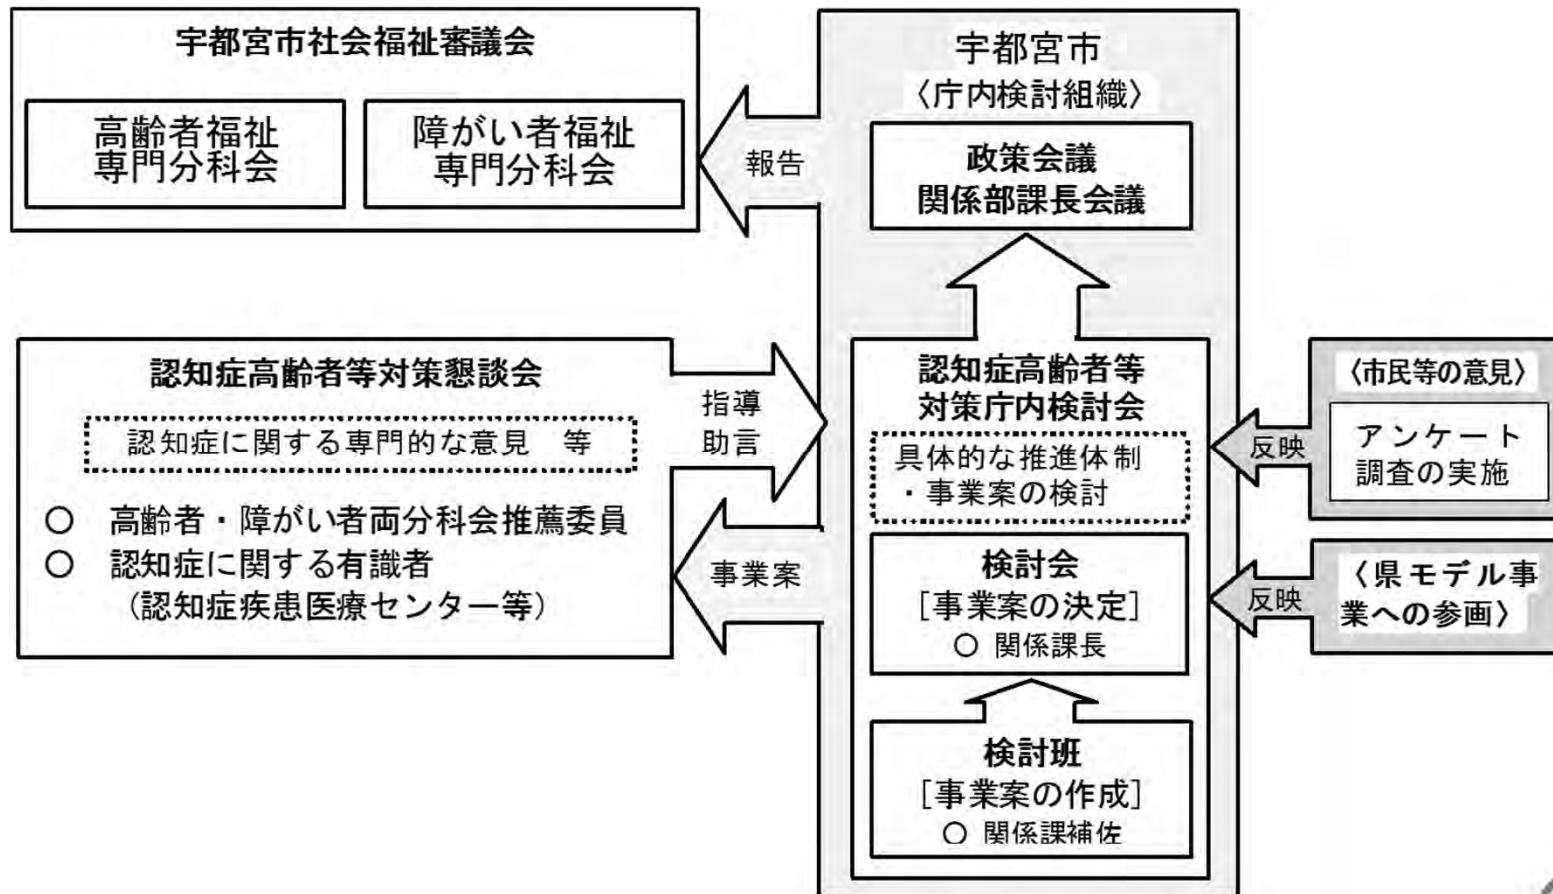 宇都宮市社会福祉審議会
高齢者福祉
専門分科会
障がい者福祉
専門分科会
報告
宇都宮市
〈庁内検討組織〉
政策会議
関係部課長会議
認知症高齢者等対策懇談会
認知症に関する専門的な意見　等
○　高齢者・障がい者両分科会推薦委員
○　認知症に関する有識者
（認知症疾患医療センター等）
指導
助言
事業案
認知症高齢者等
対策庁内検討会
具体的な推進体制
・事業案の検討
検討会
［事業案の決定］
○ 関係課長
検討班
［事業案の作成］
○ 関係課補佐
反映
〈市民等の意見〉
アンケート
調査の実施
反映
〈県モデル事
業への参画〉